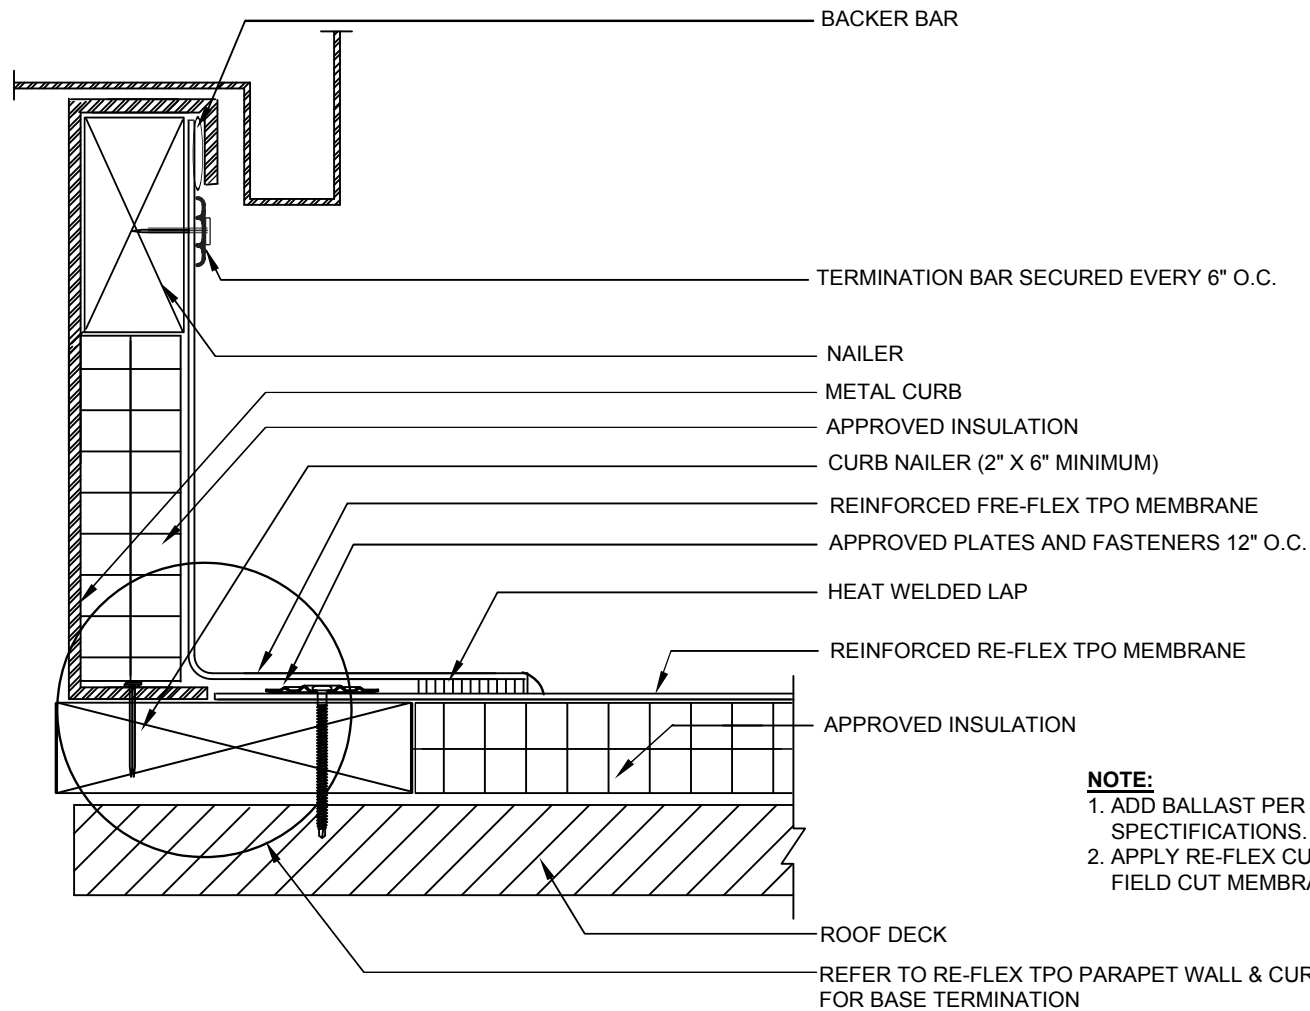 BACKER BAR
TERMINATION BAR SECURED EVERY 6" O.C.
NAILER
METAL CURB
APPROVED INSULATION
CURB NAILER (2" X 6" MINIMUM)
REINFORCED FRE-FLEX TPO MEMBRANE
APPROVED PLATES AND FASTENERS 12" O.C.
HEAT WELDED LAP
REINFORCED RE-FLEX TPO MEMBRANE
APPROVED INSULATION
NOTE:
1. ADD BALLAST PER
SPECTIFICATIONS.
2. APPLY RE-FLEX
FIELD CUT
ROOF DECK
REFER TO RE-FLEX TPO PARAPET WALL &
FOR BASE TERMINATION